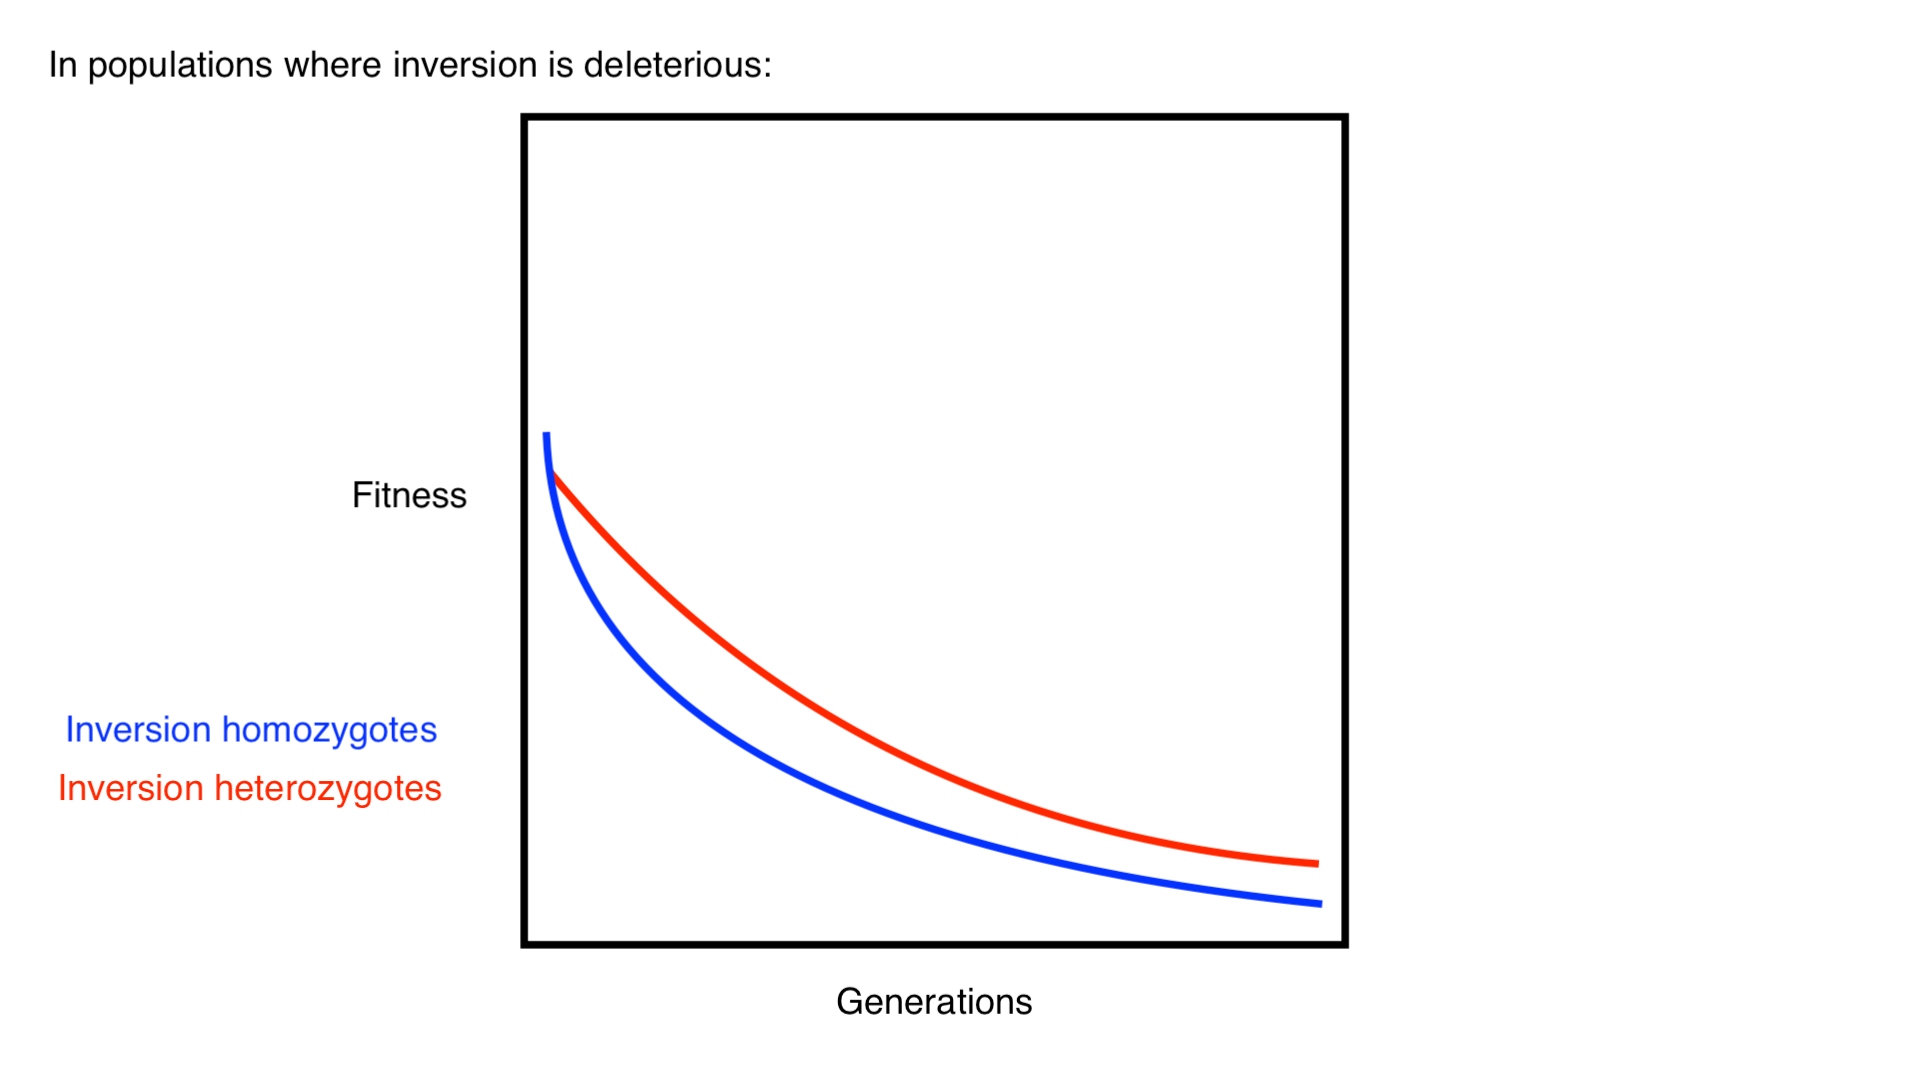 In populations where inversion is deleterious:
Fitness
Inversion homozygotes
Inversion heterozygotes
Generations